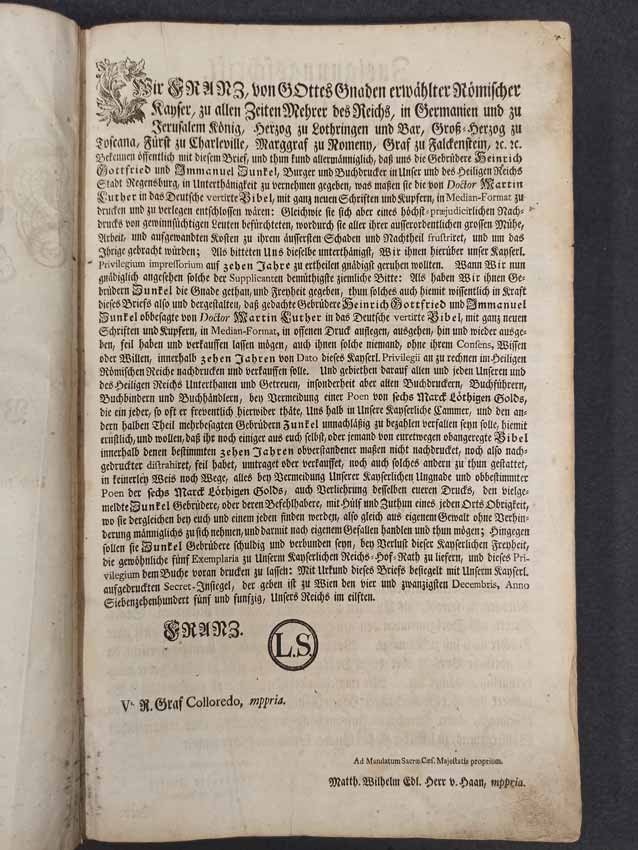 Wir FRANZ, von GOttes Gnaden erwählter Römischer
Kayser, zu allen Zeiten Mehrer des Reichs, in Germanien und zu
Jerusalem König, Herzog zu Lothringen und Bar, Groß-Herzog zu
Toscana, Fürst zu Charleville, Marggraf zu Nomeny, Graf zu Falckenstein, ꝛc. ꝛc.
Bekennen öffentlich mit diesem Brief, und thun kund allermänniglich, daß uns die Gebrüdere Heinrich
Gottfried und Immanuel Zunkel, Burger und Buchdrucker in Unser und des Heiligen Reichs
Stadt Regensburg, in Unterthänigkeit zu vernehmen gegeben, was maßen sie die von Doctor Martin
Luther in das Deutsche vertirte Bibel, mit ganz neuen Schriften und Kupfern, in Median-Format zu
drucken und zu verlegen entschlossen wären: Gleichwie sie sich aber eines höchst-præjudicirlichen Nach-
drucks von gewinnsüchtigen Leuten befürchteten, wordurch sie aller ihrer ausserordentlichen grossen Mühe,
Arbeit, und aufgewandten Kosten zu ihrem äussersten Schaden und Nachtheil frustriret, und um das
Ihrige gebracht würden; Als bitteten Uns dieselbe unterthänigst, Wir ihnen hierüber unser Kayserl.
Privilegium impressorium auf zehen Jahre zu ertheilen gnädigst geruhen wollten. Wann Wir nun
gnädiglich angesehen solche der Supplicanten demüthigste ziemliche Bitte: Als haben Wir ihnen Ge-
brüdern Zunkel die Gnade gethan, und Freyheit gegeben, thun solches auch hiemit wissentlich in Kraft
dieses Briefs also und dergestalten, daß gedachte Gebrüdere Heinrich Gottfried und Immanuel
Zunkel obbesagte von Doctor Martin Luther in das Deutsche vertirte Bibel, mit ganz neuen
Schriften und Kupfern, in Median-Format, in offenen Druck auflegen, ausgehen, hin und wieder ausge-
ben, feil haben und verkauffen lassen mögen, auch ihnen solche niemand, ohne ihrem Consens, Wissen
oder Willen, innerhalb zehen Jahren von Dato dieses Kayserl. Privilegii an zu rechnen im Heiligen
Römischen Reiche nachdrucken und verkauffen solle. Und gebiethen darauf allen und jeden Unseren und
des Heiligen Reichs Unterthanen und Getreuen, insonderheit aber allen Buchdruckern, Buchführern,
Buchbindern und Buchhändlern, bey Vermeidung einer Poen von sechs Marck Löthigen Golds,
die ein jeder, so oft er freventlich hierwider thäte, Uns halb in Unsere Kayserliche Cammer, und den an-
dern halben Theil mehrbesagten Gebrüdern Zunkel unnachläßig zu bezahlen verfallen seyn solle, hiemit
ernstlich, und wollen, daß ihr noch einiger aus euch selbst, oder jemand von euretwegen obangeregte Bibel
innerhalb denen bestimmten zehen Jahren obverstandener maßen nicht nachdrucket, noch also nach-
gedruckter distrahiret, feil habet, umtraget oder verkauffet, noch auch solches andern zu thun gestattet,
in keinerley Weis noch Wege, alles bey Vermeidung Unserer Kayserlichen Ungnade und obbestimmter
Poen der sechs Marck Löthigen Golds, auch Verliehrung desselben eueren Drucks, den vielge-
meldte Zunkel Gebrüdere, oder deren Befehlhabere, mit Hülf und Zuthun eines jeden Orts Obrigkeit,
wo sie dergleichen bey euch und einem jeden finden werden, also gleich aus eigenem Gewalt ohne Verhin-
derung männiglichs zu sich nehmen, und darmit nach eigenem Gefallen handlen und thun mögen; Hingegen
sollen sie Zunkel Gebrüdere schuldig und verbunden seyn, bey Verlust dieser Kayserlichen Freyheit,
die gewöhnliche fünf Exemplaria zu Unserm Kayserlichen Reichs-Hof-Rath zu liefern, und dieses Pri-
vilegium dem Buche voran drucken zu lassen: Mit Urkund dieses Briefs besiegelt mit Unserm Kayserl.
aufgedruckten Secret-Insiegel, der geben ist zu Wien den vier und zwanzigsten Decembris, Anno
Siebenzehenhundert fünf und funfzig, Unsers Reichs im eilften.
FRANZ.
L.S.
Vt. R. Graf Colloredo, mppria.
Ad Mandatum Sacræ Cæs. Majestatis proprium.
Matth. Wilhelm Edl. Herr v. Haan, mppria.